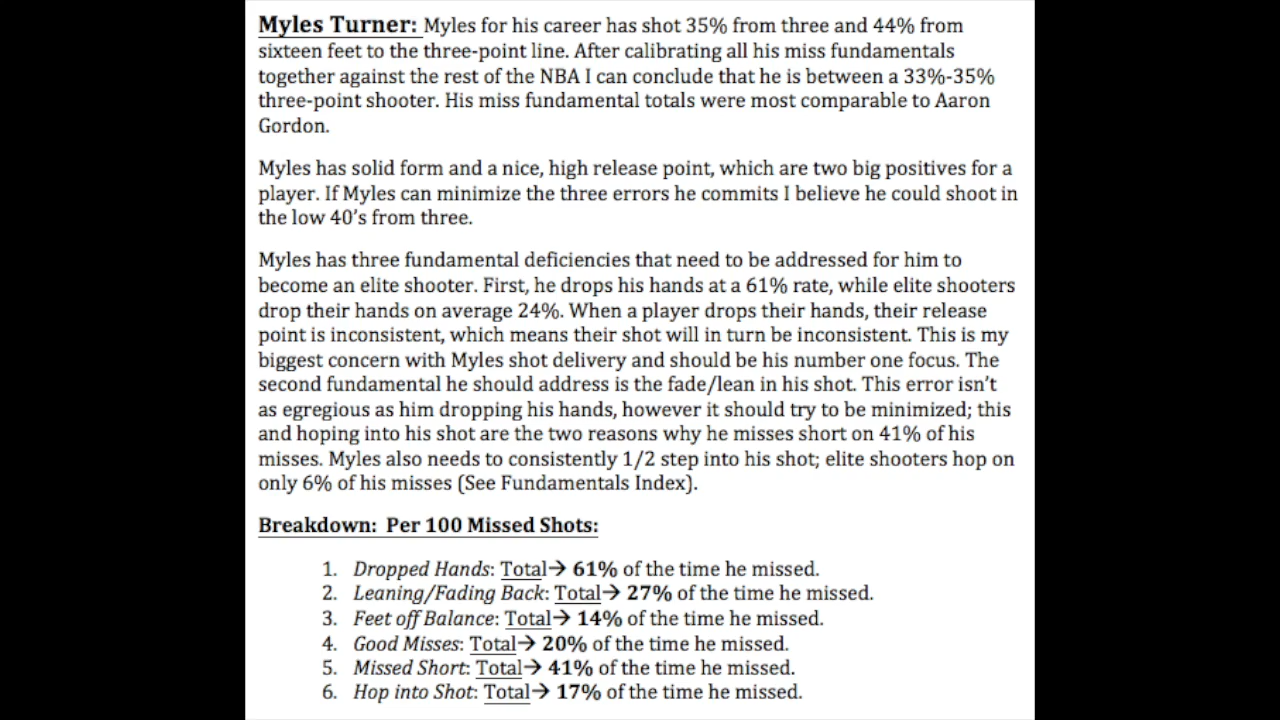 Myles Turner: Myles for his career has shot 35% from three and 44% from
sixteen feet to the three-point line. After calibrating all his miss fundamentals
together against the rest of the NBA I can conclude that he is between a 33%-35%
three-point shooter. His miss fundamental totals were most comparable to Aaron
Gordon.
Myles has solid form and a nice, high release point, which are two big positives for a
player. If Myles can minimize the three errors he commits I believe he could shoot in
the low 40's from three.
Myles has three fundamental deficiencies that need to be addressed for him to
become an elite shooter. First, he drops his hands at a 61% rate, while elite shooters
drop their hands on average 24%. When a player drops their hands, their release
point is inconsistent, which means their shot will in turn be inconsistent. This is my
biggest concern with Myles shot delivery and should be his number one focus. The
second fundamental he should address is the fade/lean in his shot. This error isn't
as egregious as him dropping his hands, however it should try to be minimized; this
and hoping into his shot are the two reasons why he misses short on 41% of his
misses. Myles also needs to consistently 1/2 step into his shot; elite shooters hop on
only 6% of his misses (See Fundamentals Index).
Breakdown: Per 100 Missed Shots:
1. Dropped Hands: Total→ 61% of the time he missed.
2. Leaning/Fading Back: Total→ 27% of the time he missed.
3. Feet off Balance: Total→ 14% of the time he missed.
4. Good Misses: Total→ 20% of the time he missed.
5. Missed Short: Total→ 41% of the time he missed.
6. Hop into Shot: Total→ 17% of the time he missed.